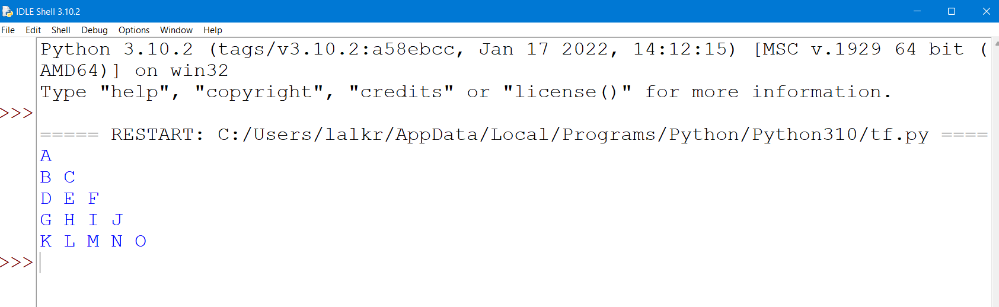 IDLE Shell 3.10.2
File Edit Shell Debug Options Window Help
Python 3.10.2 (tags/v3.10.2:a58ebcc, Jan 17 2022, 14:12:15) [MSC v.1929 64 bit (
AMD64)] on win32
Type "help", "copyright", "credits" or "license()" for more information.
>>>
===== RESTART: C:/Users/lalkr/AppData/Local/Programs/Python/Python310/tf.py ====
A
B C
D E F
G H I J
K L M N O
>>>